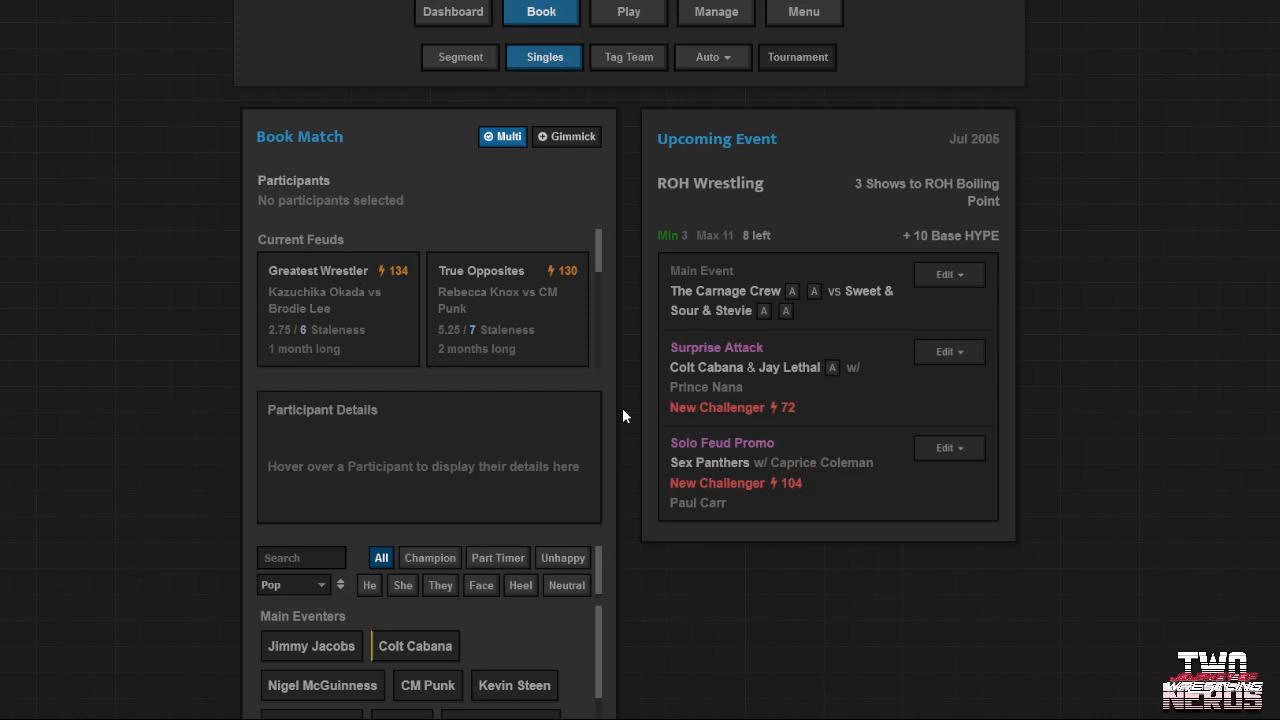 Dashboard
Book
Play
Manage
Menu
Segment
Singles
Tag Team
Auto
Tournament
Book Match
Multi
Gimmick
Participants
No participants selected
Current Feuds
Greatest Wrestler 134
Kazuchika Okada vs
Brodie Lee
2.75 / 6 Staleness
1 month long
True Opposites 130
Rebecca Knox vs CM
Punk
5.25 / 7 Staleness
2 months long
Participant Details
Hover over a Participant to display their details here
Search
All
Champion
Part Timer
Unhappy
Pop
He
She
They
Face
Heel
Neutral
Main Eventers
Jimmy Jacobs
Colt Cabana
Nigel McGuinness
CM Punk
Kevin Steen
Upcoming Event
Jul 2005
ROH Wrestling
3 Shows to ROH Boiling
Point
Min 3 Max 11 8 left
+ 10 Base HYPE
Main Event
Edit
The Carnage Crew A A vs Sweet &
Sour & Stevie A A
Surprise Attack
Edit
Colt Cabana & Jay Lethal A w/
Prince Nana
New Challenger 72
Solo Feud Promo
Edit
Sex Panthers w/ Caprice Coleman
New Challenger 104
Paul Carr
TWO
WRESTLING
NERDS